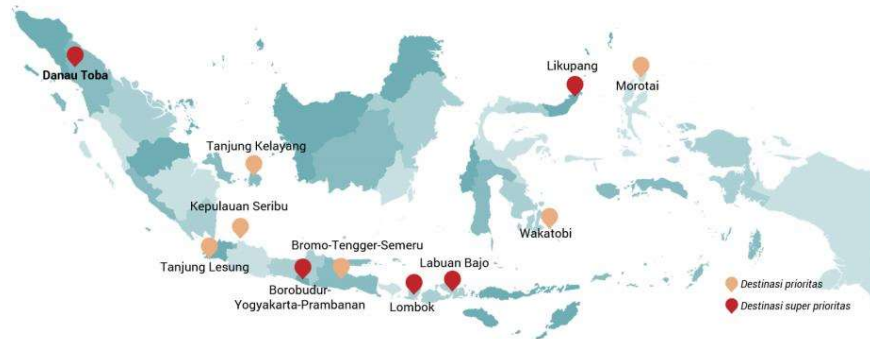 Danau Toba
Likupang
Morotai
Tanjung Kelayang
Kepulauan Seribu
Wakatobi
Bromo-Tengger-Semeru
Tanjung Lesung
Labuan Bajo
Borobudur-
Yogyakarta-Prambanan
Lombok
Destinasi prioritas
Destinasi super prioritas